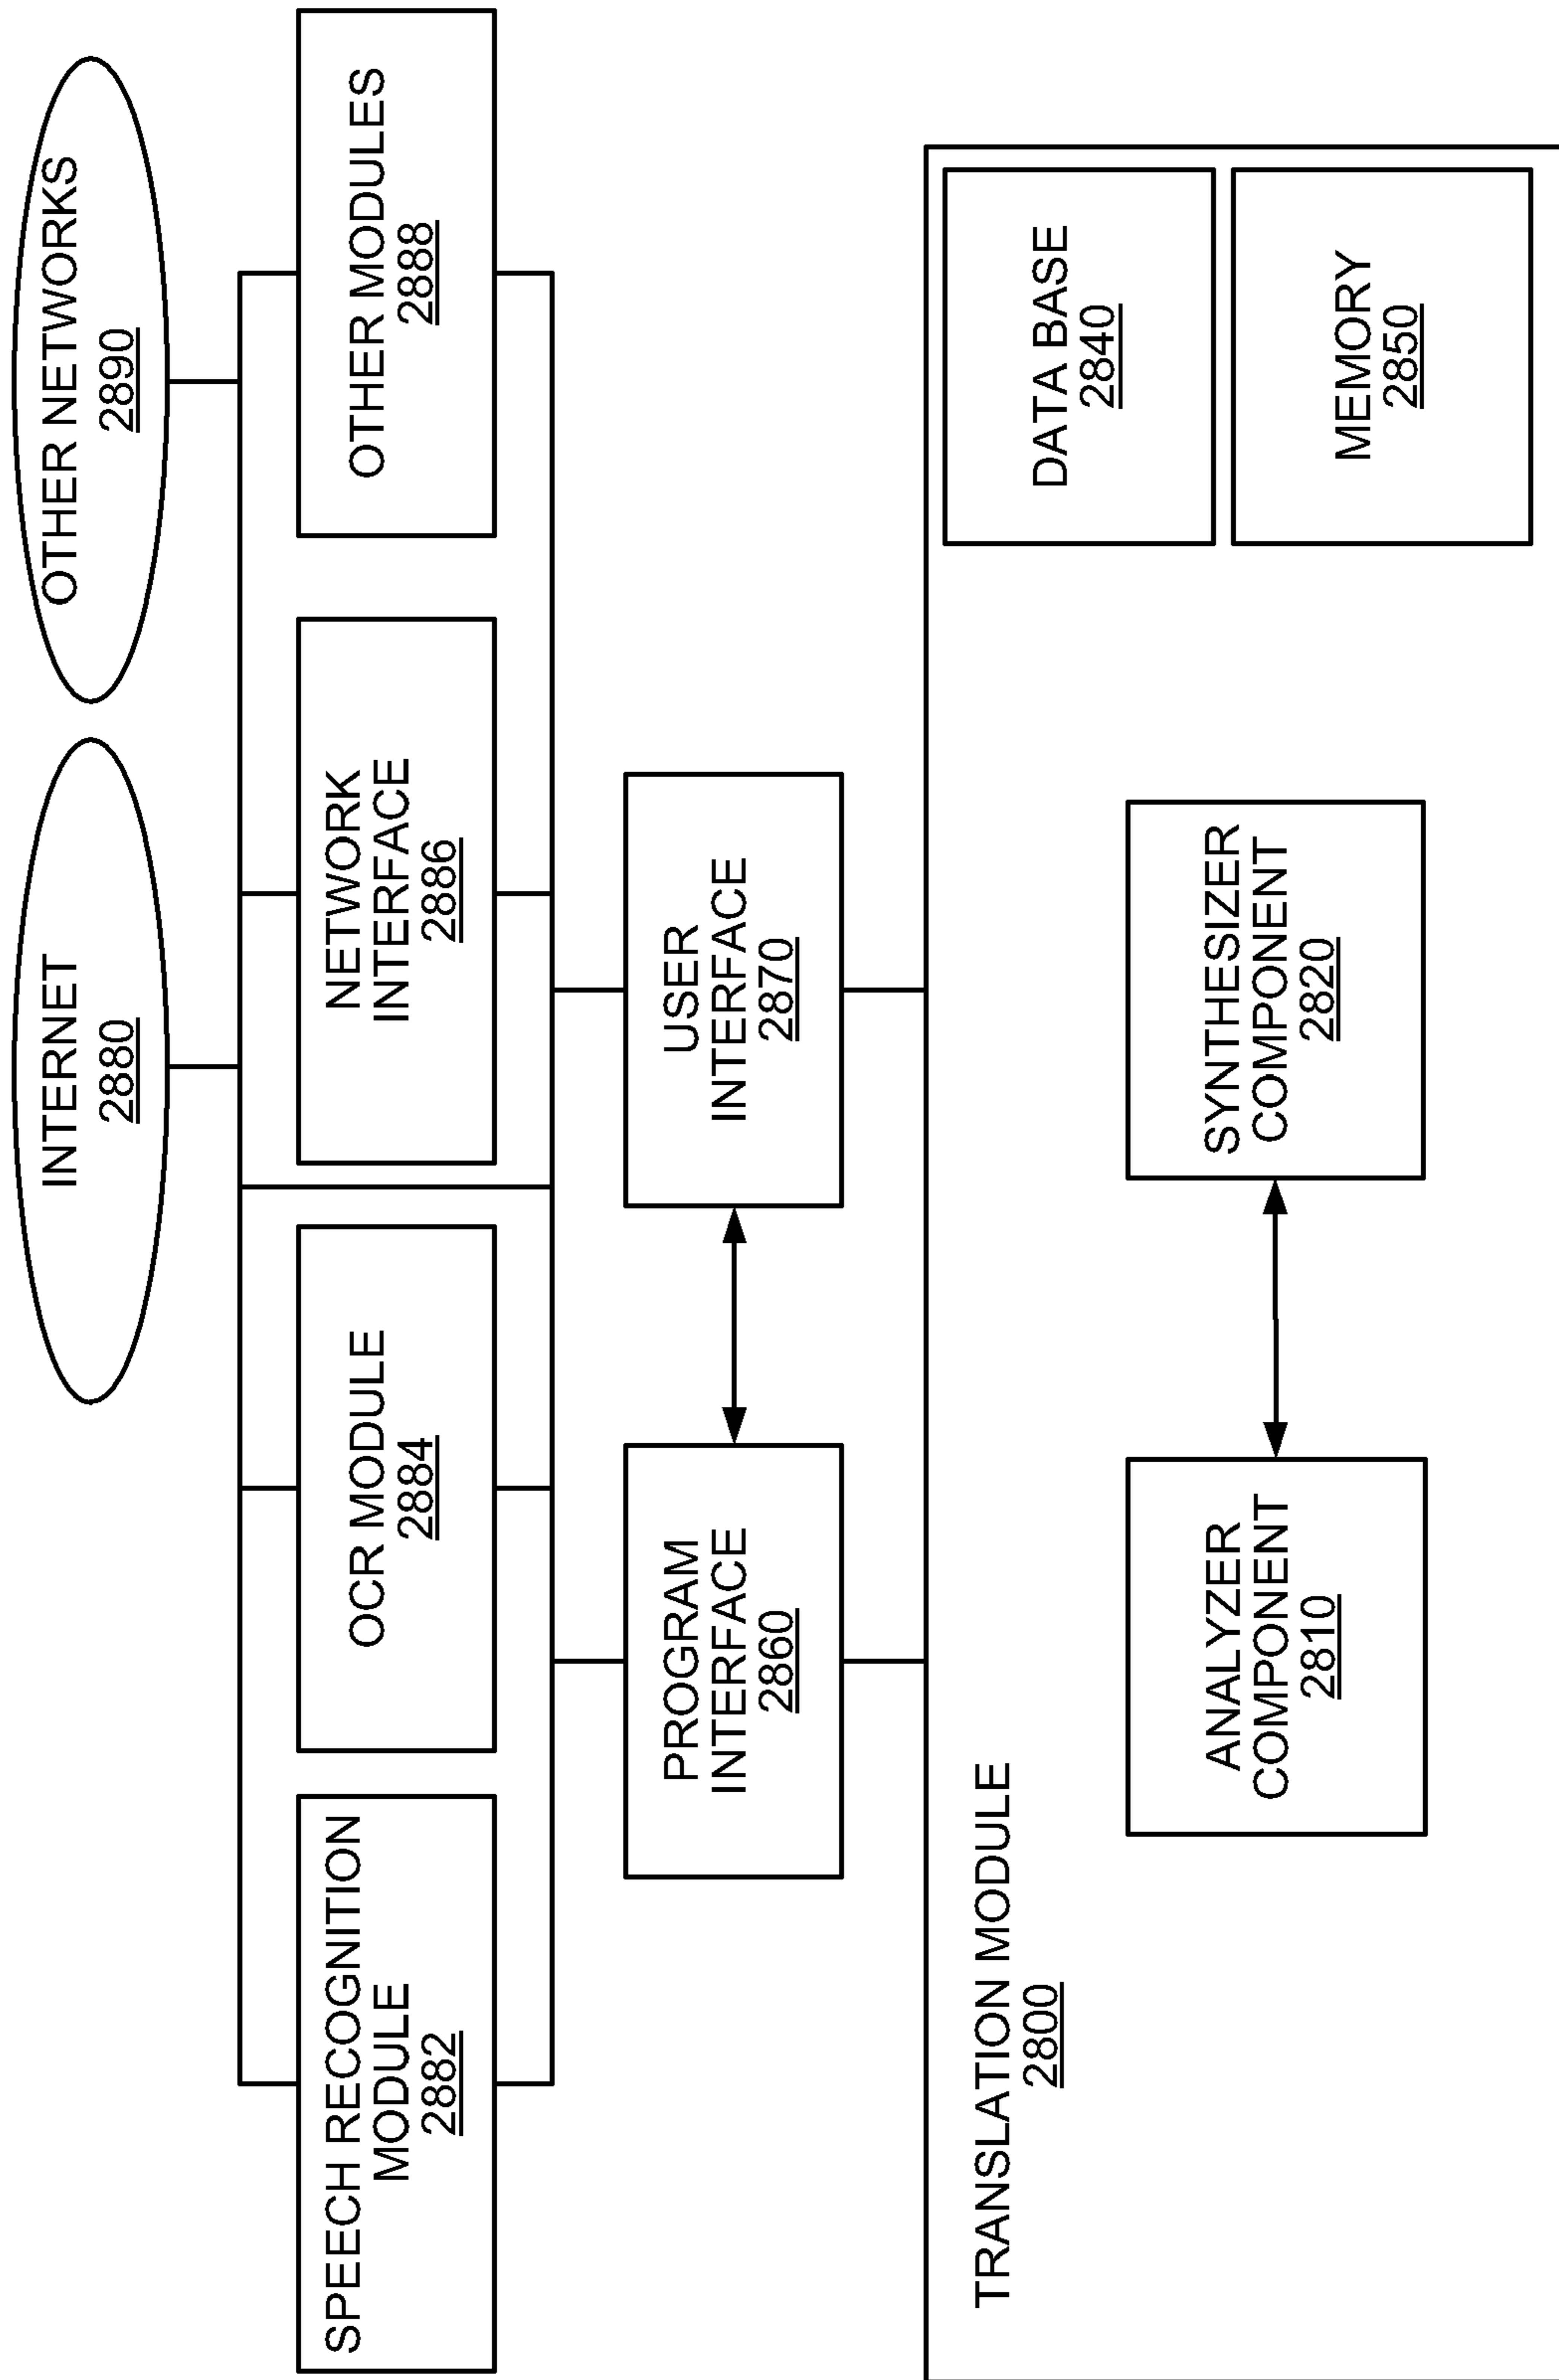 INTERNET
2880
OTHER NETWORKS
2890
SPEECH RECOGNITION
MODULE
2882
OCR MODULE
2884
NETWORK
INTERFACE
2886
OTHER MODULES
2888
PROGRAM
INTERFACE
2860
USER
INTERFACE
2870
TRANSLATION MODULE
2800
ANALYZER
COMPONENT
2810
SYNTHESIZER
COMPONENT
2820
DATA BASE
2840
MEMORY
2850